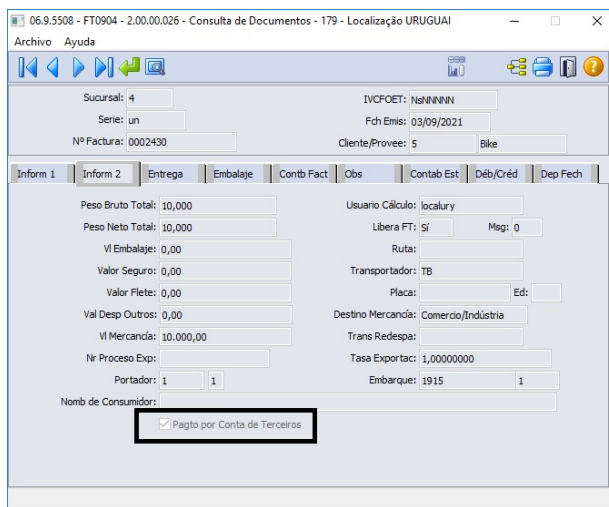 06.9.5508 - FT0904 - 2.00.00.026 - Consulta de Documentos - 179 - Localização URUGUAI
Archivo Ayuda
Sucursal: 4 IVCFOET: NsNNNNN
Serie: un Fch Emis: 03/09/2021
Nº Factura: 0002430 Cliente/Provee: 5 Bike
Inform 1 Inform 2 Entrega Embalaje Contb Fact Obs Contab Est Déb/Créd Dep Fech
Peso Bruto Total: 10,000 Usuario Cálculo: localury
Peso Neto Total: 10,000 Libera FT: Sí Msg: 0
Vl Embalaje: 0,00 Ruta:
Valor Seguro: 0,00 Transportador: TB
Valor Flete: 0,00 Placa: Ed:
Val Desp Outros: 0,00 Destino Mercancía: Comercio/Indústria
Vl Mercancía: 10.000,00 Trans Redespa:
Nr Proceso Exp: Tasa Exportac: 1,00000000
Portador: 1 1 Embarque: 1915 1
Nomb de Consumidor:
Pagto por Conta de Terceiros